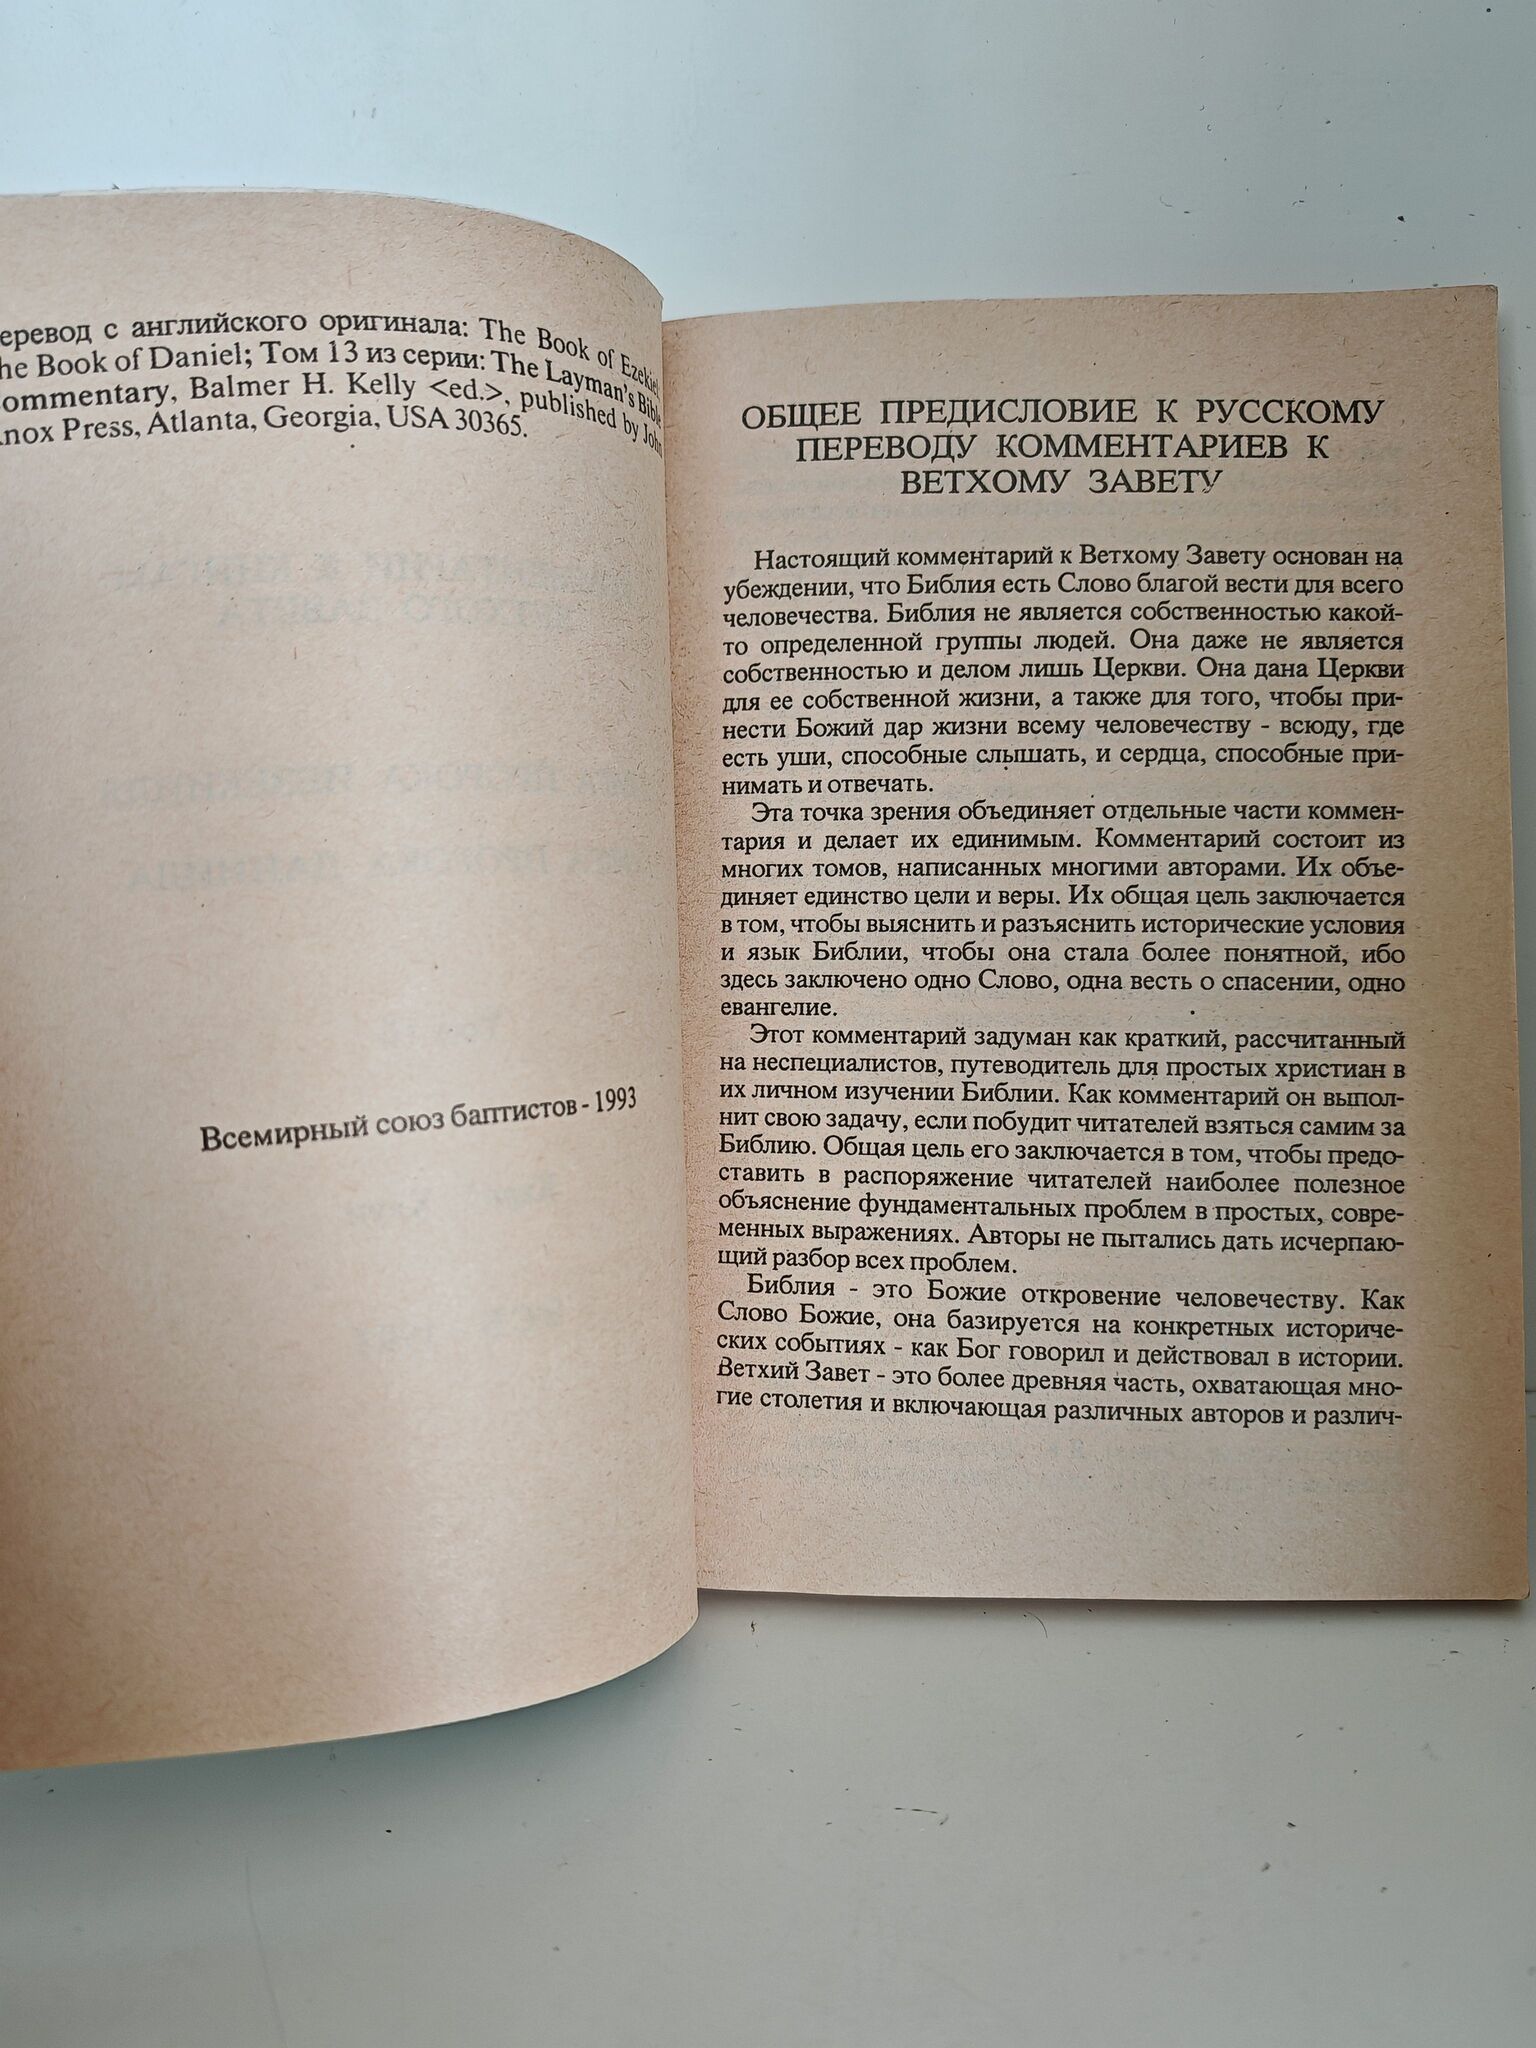 еревод с английского оригинала: The Book of Ezekiel,
he Book of Daniel; Том 13 из серии: The Layman's Bible
ommentary, Balmer H. Kelly <ed.>, published by John
nox Press, Atlanta, Georgia, USA 30365.
Всемирный союз баптистов - 1993
ОБЩЕЕ ПРЕДИСЛОВИЕ К РУССКОМУ
ПЕРЕВОДУ КОММЕНТАРИЕВ К
ВЕТХОМУ ЗАВЕТУ
Настоящий комментарий к Ветхому Завету основан на
убеждении, что Библия есть Слово благой вести для всего
человечества. Библия не является собственностью какой-
то определенной группы людей. Она даже не является
собственностью и делом лишь Церкви. Она дана Церкви
для ее собственной жизни, а также для того, чтобы при-
нести Божий дар жизни всему человечеству - всюду, где
есть уши, способные слышать, и сердца, способные при-
нимать и отвечать.
Эта точка зрения объединяет отдельные части коммен-
тария и делает их единимым. Комментарий состоит из
многих томов, написанных многими авторами. Их объе-
диняет единство цели и веры. Их общая цель заключается
в том, чтобы выяснить и разъяснить исторические условия
и язык Библии, чтобы она стала более понятной, ибо
здесь заключено одно Слово, одна весть о спасении, одно
евангелие.
Этот комментарий задуман как краткий, рассчитанный
на неспециалистов, путеводитель для простых христиан в
их личном изучении Библии. Как комментарий он выпол-
нит свою задачу, если побудит читателей взяться самим за
Библию. Общая цель его заключается в том, чтобы предо-
ставить в распоряжение читателей наиболее полезное
объяснение фундаментальных проблем в простых, совре-
менных выражениях. Авторы не пытались дать исчерпаю-
щий разбор всех проблем.
Библия - это Божие откровение человечеству. Как
Слово Божие, она базируется на конкретных историче-
ских событиях - как Бог говорил и действовал в истории.
Ветхий Завет - это более древняя часть, охватающая мно-
гие столетия и включающая различных авторов и различ-